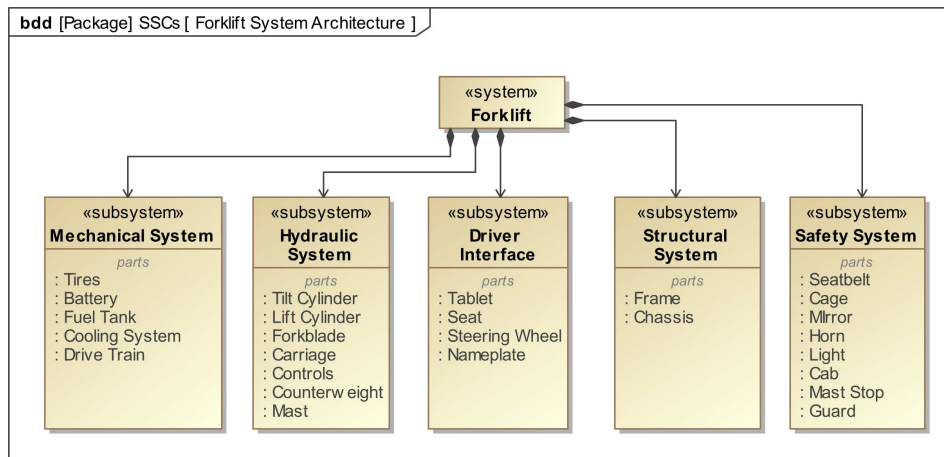 bdd [Package] SSCs [ Forklift System Architecture ]
«system»
Forklift
«subsystem»
Mechanical System
parts
: Tires
: Battery
: Fuel Tank
: Cooling System
: Drive Train
«subsystem»
Hydraulic
System
parts
: Tilt Cylinder
: Lift Cylinder
: Forkblade
: Carriage
: Controls
: Counterweight
: Mast
«subsystem»
Driver
Interface
parts
: Tablet
: Seat
: Steering Wheel
: Nameplate
«subsystem»
Structural
System
parts
: Frame
: Chassis
«subsystem»
Safety System
parts
: Seatbelt
: Cage
: MIrror
: Horn
: Light
: Cab
: Mast Stop
: Guard